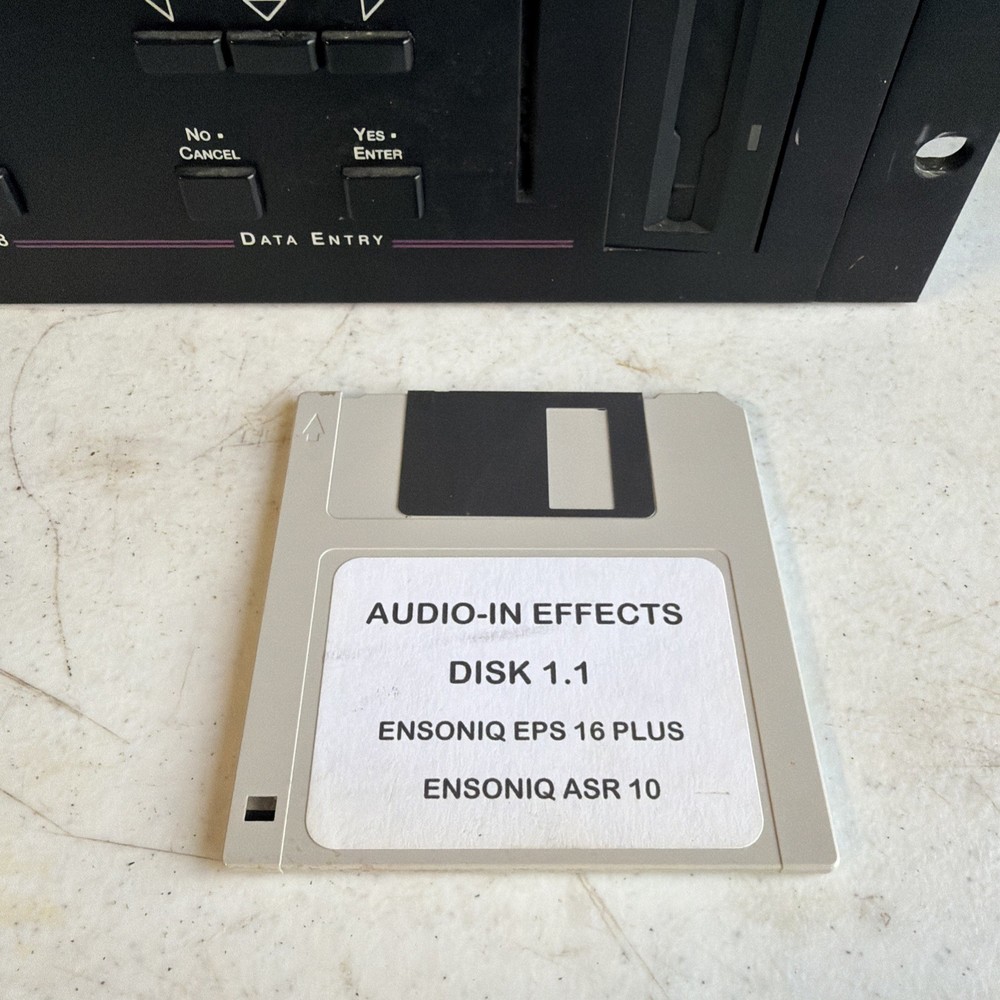 No • Yes •
Cancel Enter
8 Data Entry
AUDIO-IN EFFECTS
DISK 1.1
ENSONIQ EPS 16 PLUS
ENSONIQ ASR 10